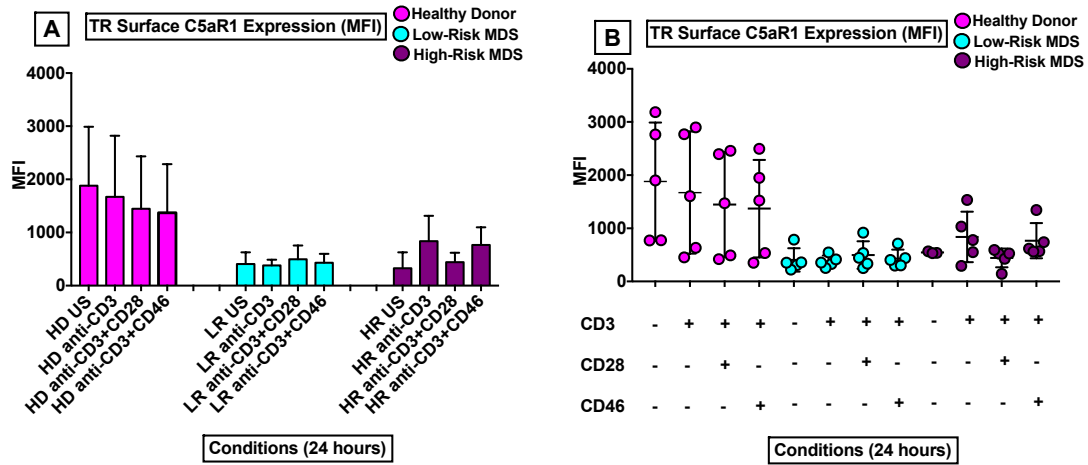 A
TR Surface C5aR1 Expression (MFI)
Healthy Donor
Low-Risk MDS
High-Risk MDS
4000
3000
2000
1000
0
MFI
HD US
HD anti-CD3
HD anti-CD3+CD28
HD anti-CD3+CD46
LR US
LR anti-CD3
LR anti-CD3+CD28
LR anti-CD3+CD46
HR US
HR anti-CD3
HR anti-CD3+CD28
HR anti-CD3+CD46
Conditions (24 hours)
B
TR Surface C5aR1 Expression (MFI)
Healthy Donor
Low-Risk MDS
High-Risk MDS
4000
3000
2000
1000
0
MFI
CD3 - + + + - + + + - + + +
CD28 - - + - - - + - - - + -
CD46 - - - + - - - + - - - +
Conditions (24 hours)